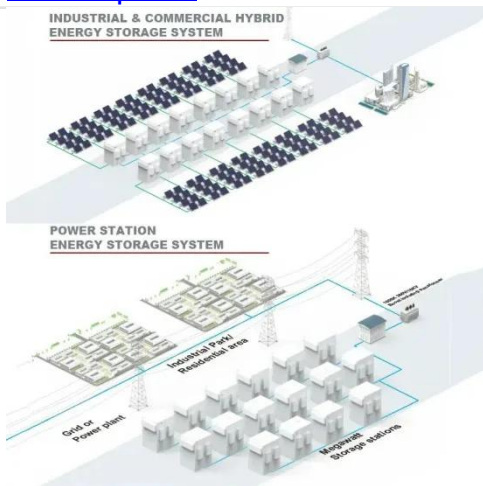 INDUSTRIAL & COMMERCIAL HYBRID
ENERGY STORAGE SYSTEM
POWER STATION
ENERGY STORAGE SYSTEM
Industrial Park/
Residential area
Grid or
Power plant
Megawatt
Storage stations